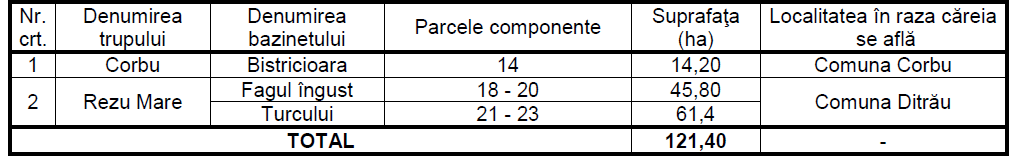 Nr. crt. Denumirea trupului Denumirea bazinetului Parcele componente Suprafaţa (ha) Localitatea în raza căreia se află
1 Corbu Bistricioara 14 14,20 Comuna Corbu
2 Rezu Mare Fagul îngust 18 - 20 45,80 Comuna Ditrău
Turcului 21 - 23 61,4
TOTAL 121,40 -